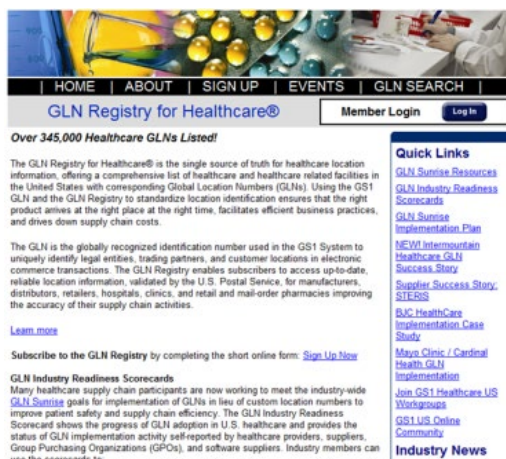 | HOME | ABOUT | SIGN UP | EVENTS | GLN SEARCH |
GLN Registry for Healthcare®
Member Login
Log In
Over 345,000 Healthcare GLNs Listed!
The GLN Registry for Healthcare® is the single source of truth for healthcare location
information, offering a comprehensive list of healthcare and healthcare related facilities in
the United States with corresponding Global Location Numbers (GLNs). Using the GS1
GLN and the GLN Registry to standardize location identification ensures that the right
product arrives at the right place at the right time, facilitates efficient business practices,
and drives down supply chain costs.
The GLN is the globally recognized identification number used in the GS1 System to
uniquely identify legal entities, trading partners, and customer locations in electronic
commerce transactions. The GLN Registry enables subscribers to access up-to-date,
reliable location information, validated by the U.S. Postal Service, for manufacturers,
distributors, retailers, hospitals, clinics, and retail and mail-order pharmacies improving
the accuracy of their supply chain activities.
Learn more
Subscribe to the GLN Registry by completing the short online form: Sign Up Now
GLN Industry Readiness Scorecards
Many healthcare supply chain participants are now working to meet the industry-wide
GLN Sunrise goals for implementation of GLNs in lieu of custom location numbers to
improve patient safety and supply chain efficiency. The GLN Industry Readiness
Scorecard shows the progress of GLN adoption in U.S. healthcare and provides the
status of GLN implementation activity self-reported by healthcare providers, suppliers,
Group Purchasing Organizations (GPOs), and software suppliers. Industry members can
use the scorecards to:
Quick Links
GLN Sunrise Resources
GLN Industry Readiness
Scorecards
GLN Sunrise
Implementation Plan
NEW! Intermountain
Healthcare GLN
Success Story
Supplier Success Story:
STERIS
BJC HealthCare
Implementation Case
Study
Mayo Clinic / Cardinal
Health GLN
Implementation
Join GS1 Healthcare US
Workgroups
GS1 US Online
Community
Industry News